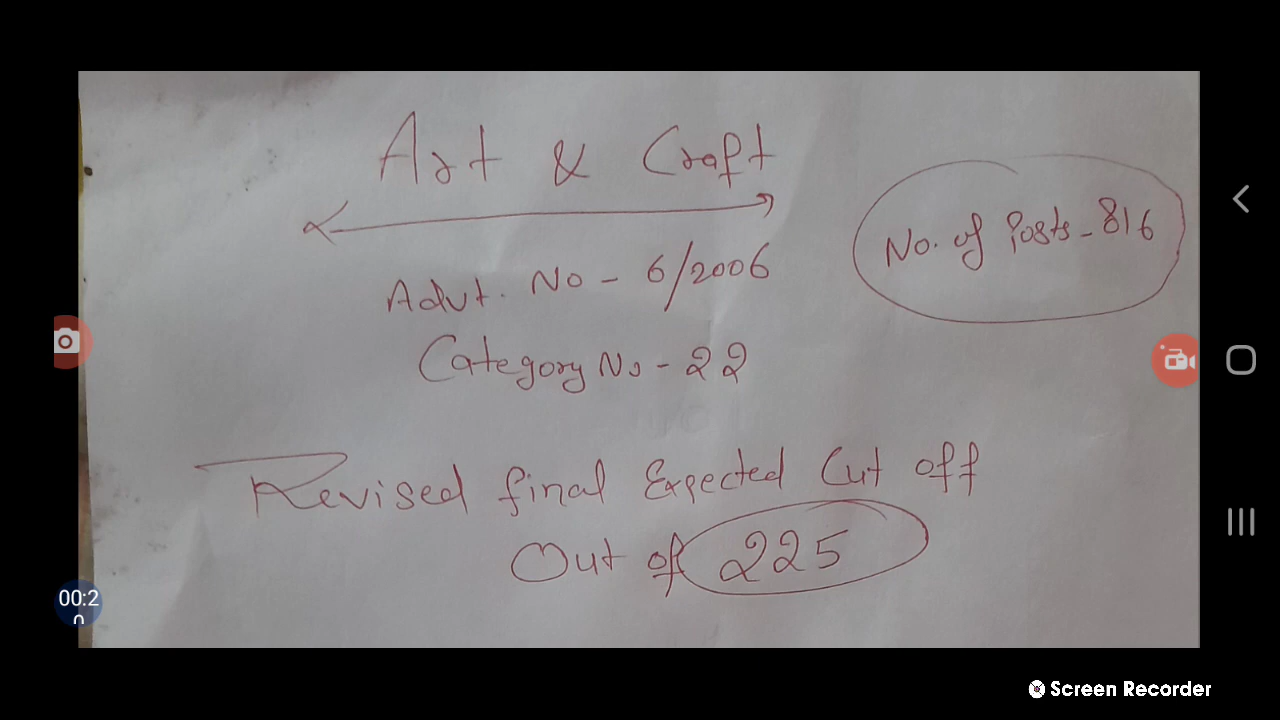 Art & Craft
No. of Posts - 816
Advt. No - 6/2006
Category No - 22
Revised final Expected Cut off
Out of 225
00:2
Screen Recorder